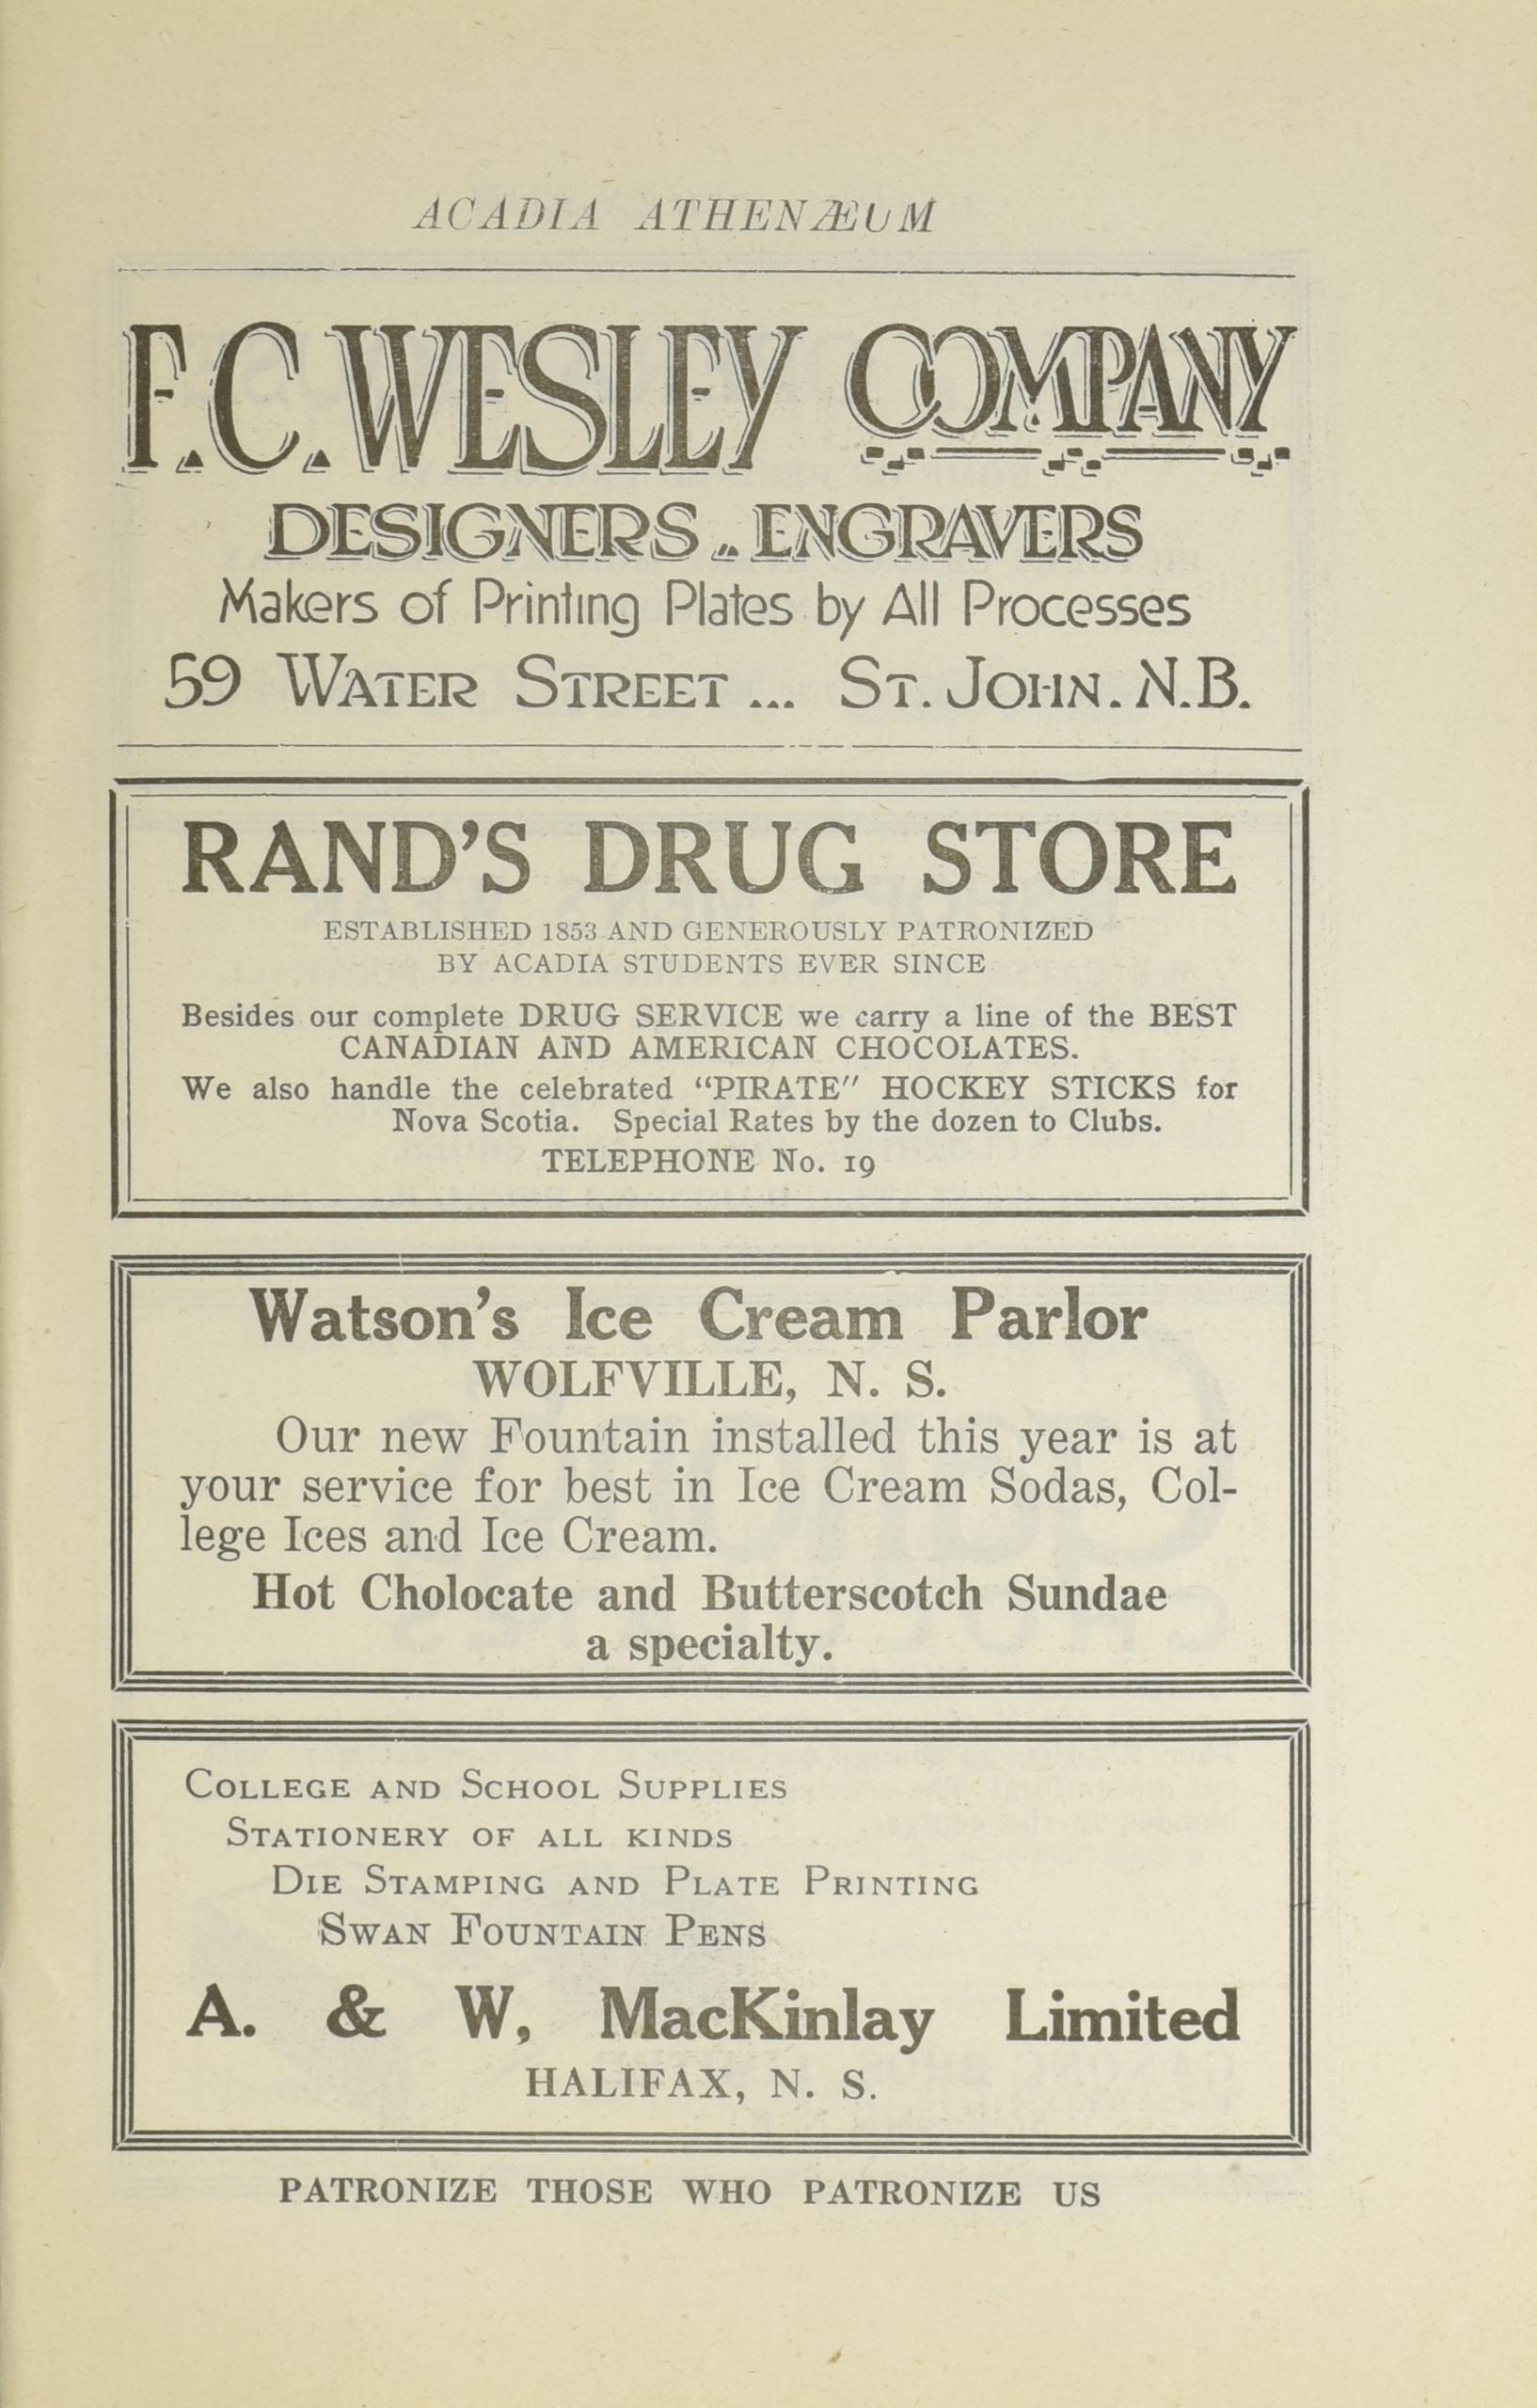 ACADIA ATHENÆUM
F.C. WESLEY COMPANY
DESIGNERS .. ENGRAVERS
Makers of Printing Plates by All Processes
59 WATER STREET ... ST. JOHN. N.B.
RAND'S DRUG STORE
ESTABLISHED 1853 AND GENEROUSLY PATRONIZED
BY ACADIA STUDENTS EVER SINCE
Besides our complete DRUG SERVICE we carry a line of the BEST
CANADIAN AND AMERICAN CHOCOLATES.
We also handle the celebrated "PIRATE" HOCKEY STICKS for
Nova Scotia. Special Rates by the dozen to Clubs.
TELEPHONE No. 19
Watson's Ice Cream Parlor
WOLFVILLE, N. S.
Our new Fountain installed this year is at
your service for best in Ice Cream Sodas, Col-
lege Ices and Ice Cream.
Hot Cholocate and Butterscotch Sundae
a specialty.
COLLEGE AND SCHOOL SUPPLIES
STATIONERY OF ALL KINDS
DIE STAMPING AND PLATE PRINTING
SWAN FOUNTAIN PENS
A. & W, MacKinlay Limited
HALIFAX, N. S.
PATRONIZE THOSE WHO PATRONIZE US